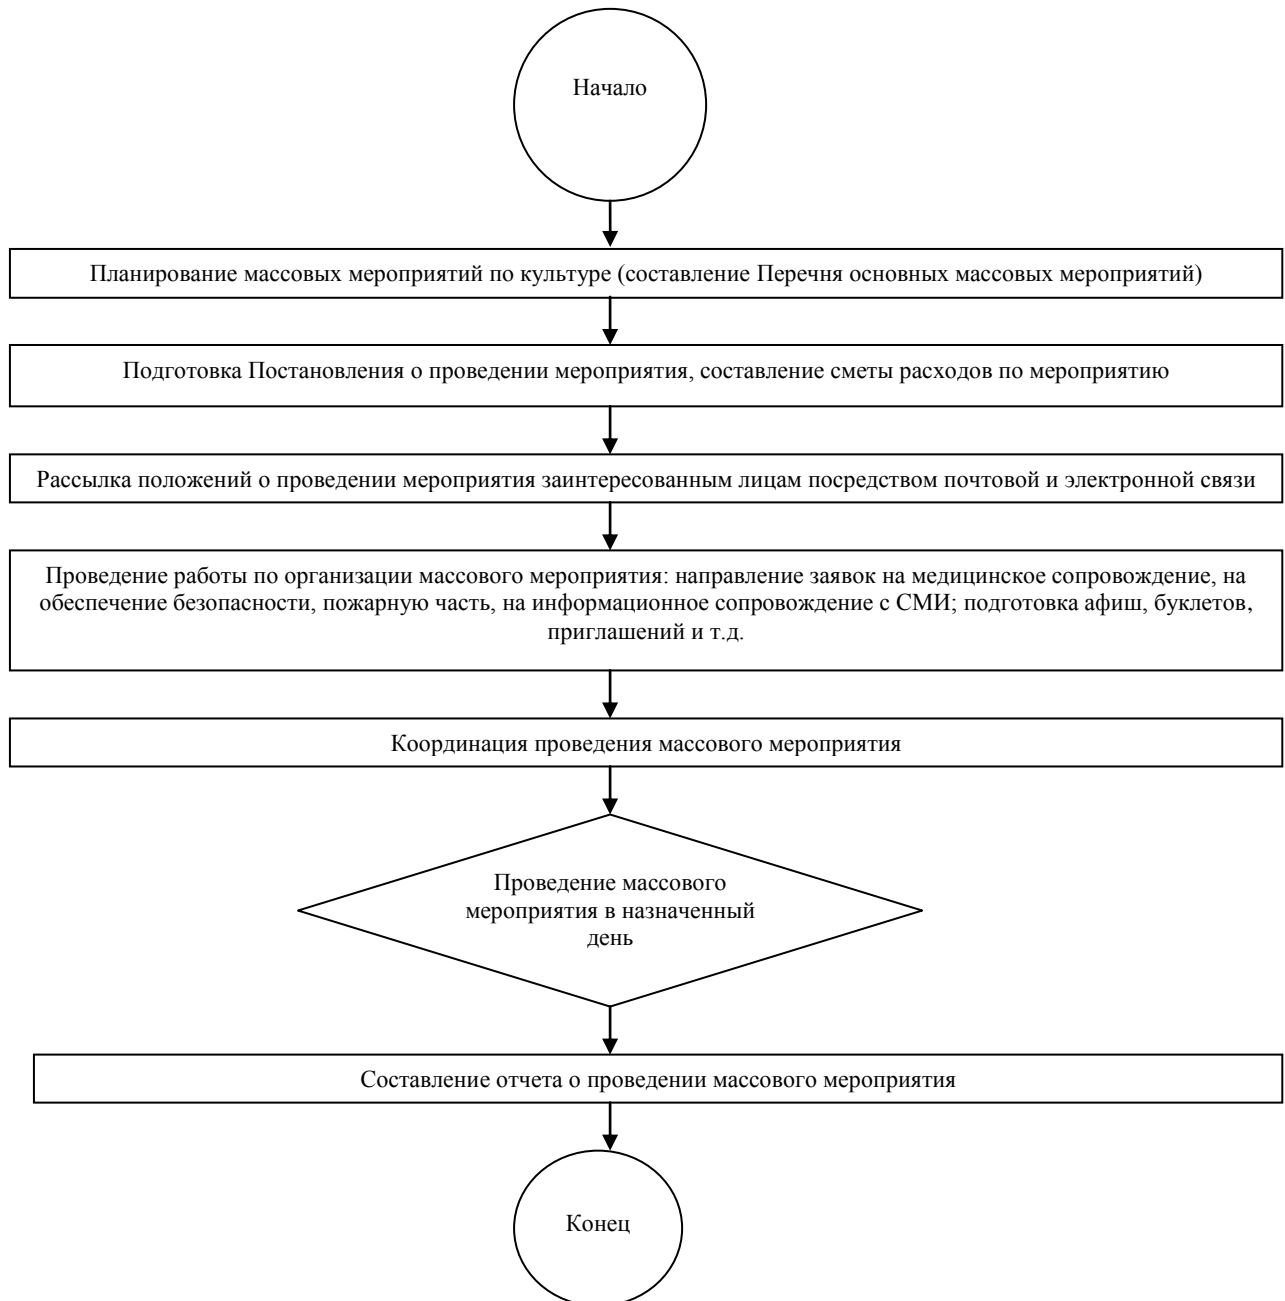 Начало
Планирование массовых мероприятий по культуре (составление Перечня основных массовых мероприятий)
Подготовка Постановления о проведении мероприятия, составление сметы расходов по мероприятию
Рассылка положений о проведении мероприятия заинтересованным лицам посредством почтовой и электронной связи
Проведение работы по организации массового мероприятия: направление заявок на медицинское сопровождение, на
обеспечение безопасности, пожарную часть, на информационное сопровождение с СМИ; подготовка афиш, буклетов,
приглашений и т.д.
Координация проведения массового мероприятия
Проведение массового
мероприятия в назначенный
день
Составление отчета о проведении массового мероприятия
Конец